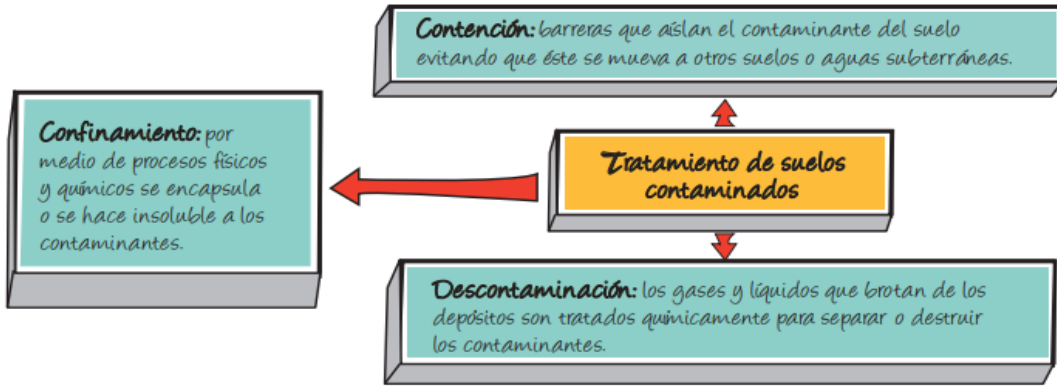 Contención: barreras que aíslan el contaminante del suelo
evitando que éste se mueva a otros suelos o aguas subterráneas.
Confinamiento: por
medio de procesos físicos
y químicos se encapsula
o se hace insoluble a los
contaminantes.
Tratamiento de suelos
contaminados
Descontaminación: los gases y líquidos que brotan de los
depósitos son tratados químicamente para separar o destruir
los contaminantes.